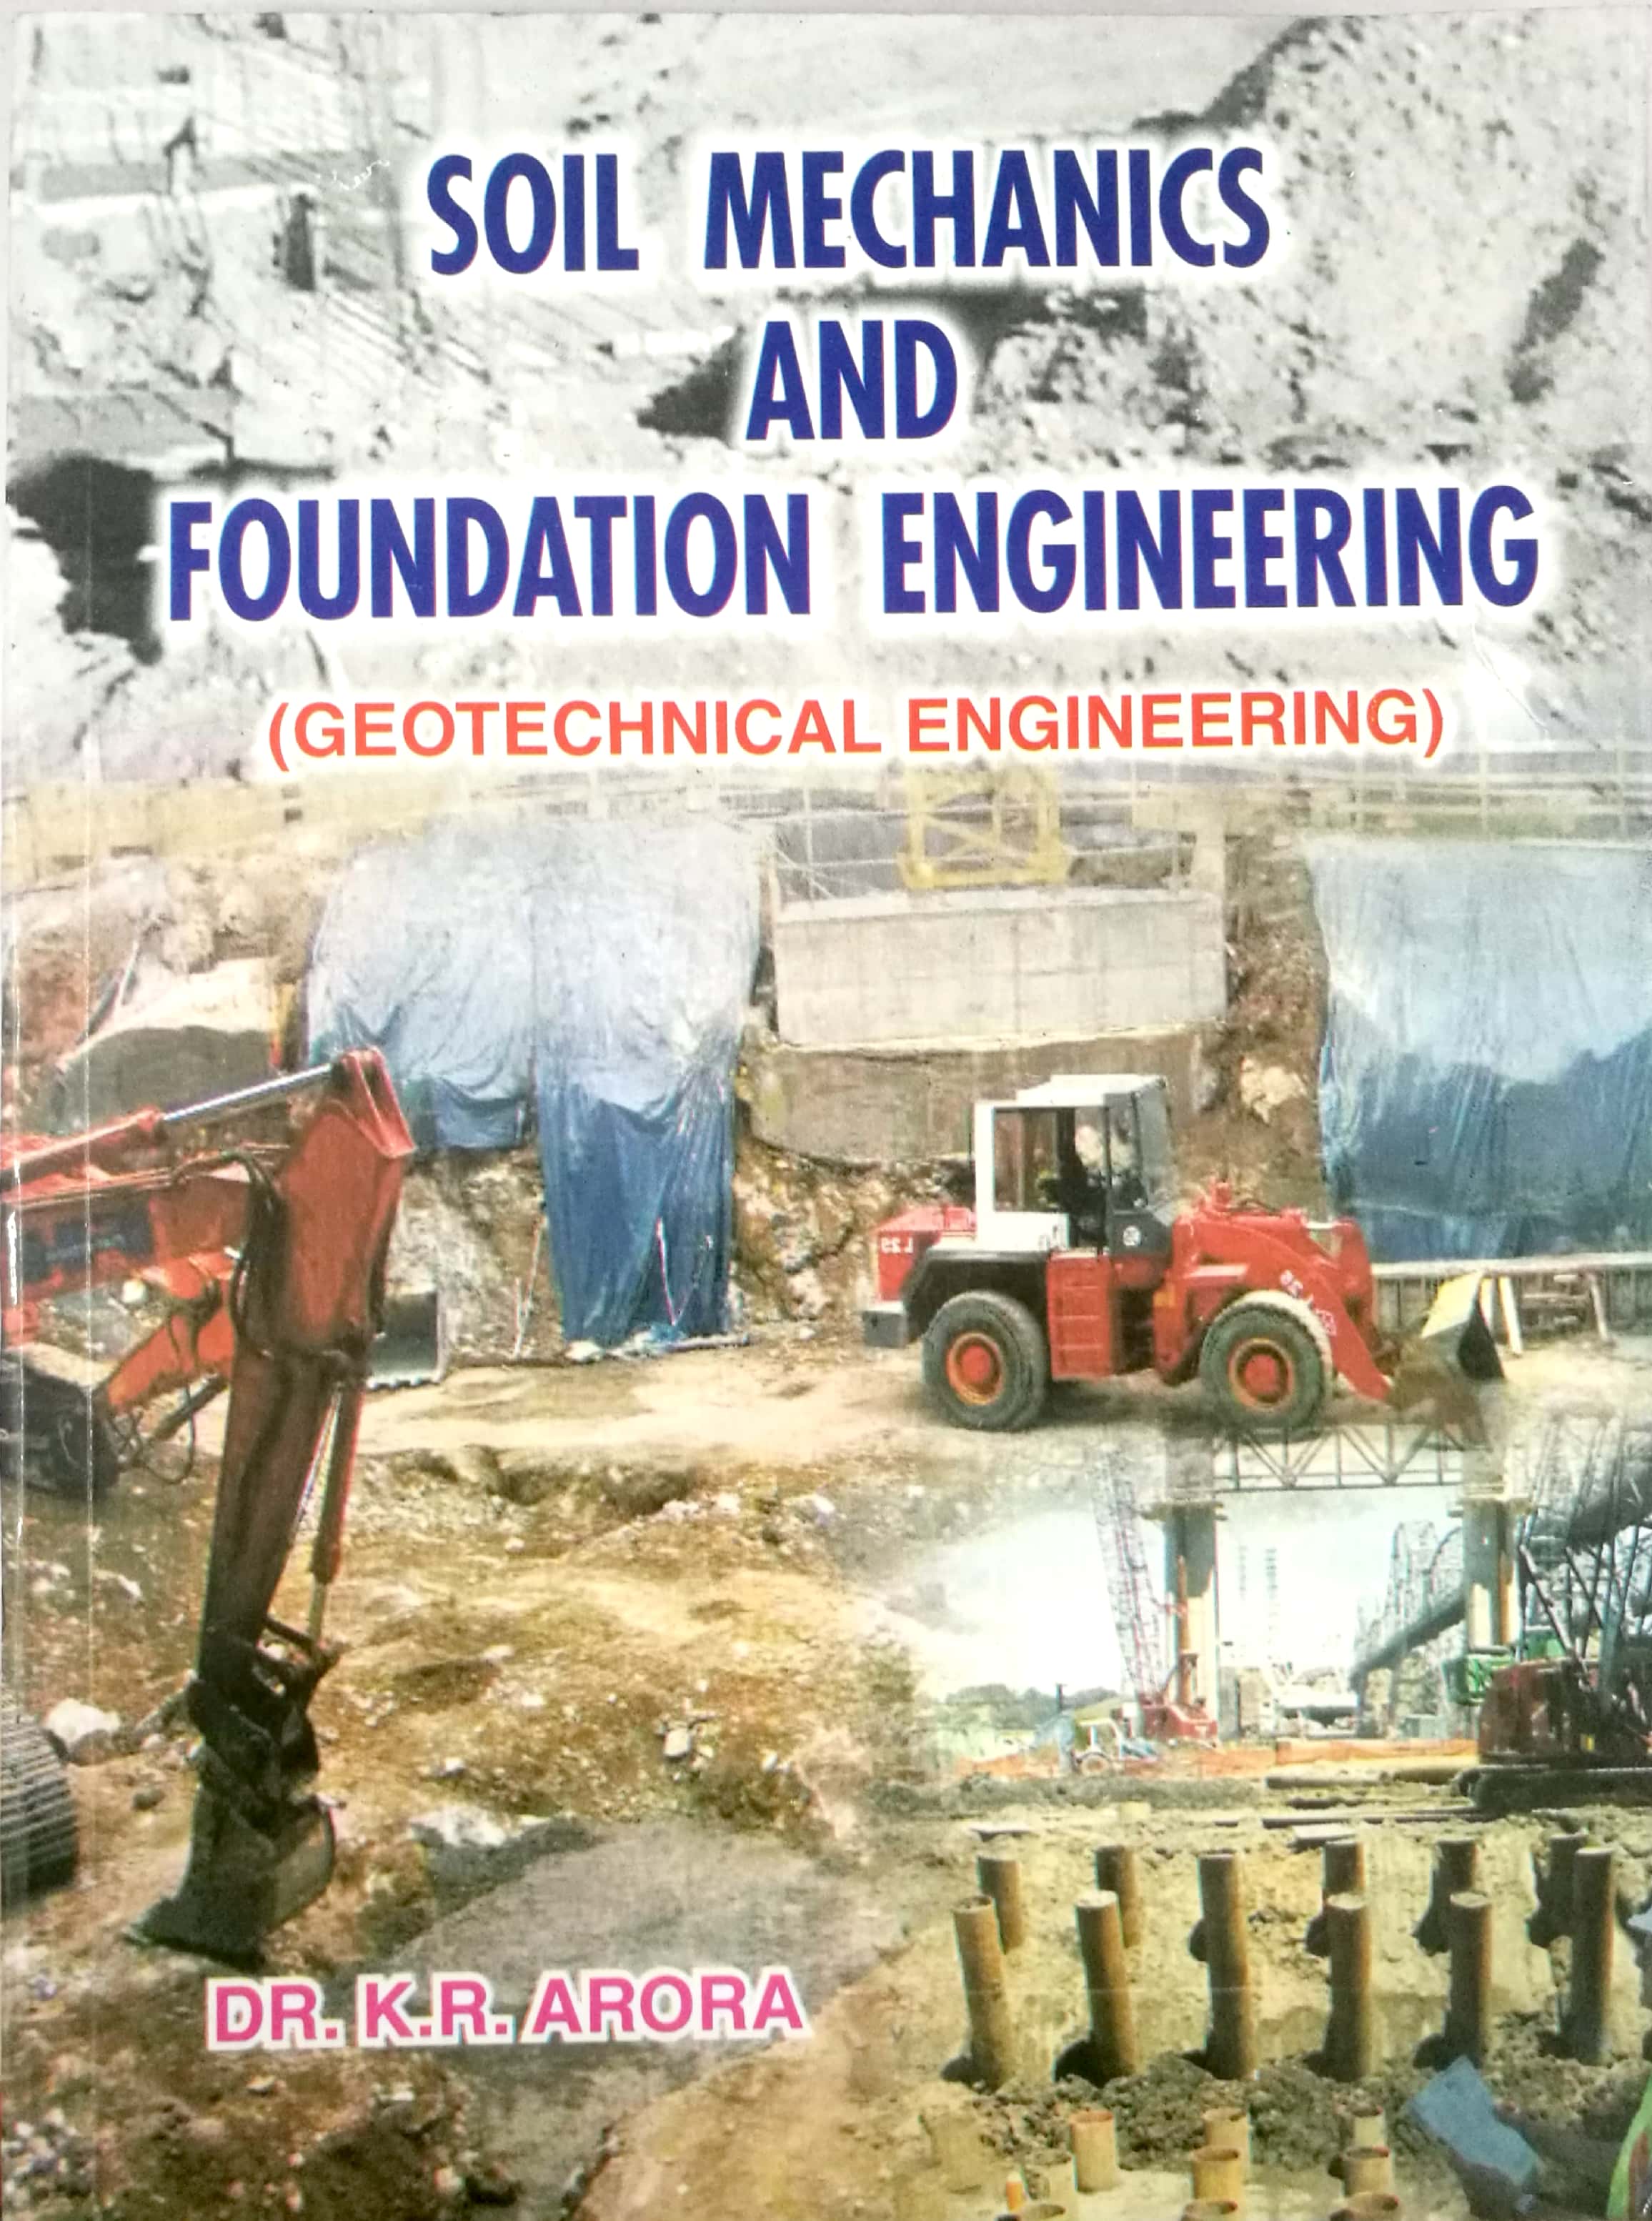 SOIL MECHANICS
AND
FOUNDATION ENGINEERING
(GEOTECHNICAL ENGINEERING)
DR. K.R. ARORA